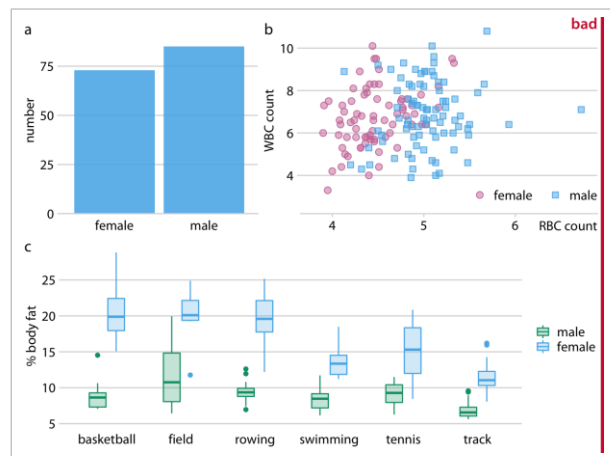 a
number
75
50
25
0
female
male
b
bad
WBC count
10
8
6
4
female
male
4
5
6
RBC count
c
% body fat
25
20
15
10
5
male
female
basketball
field
rowing
swimming
tennis
track